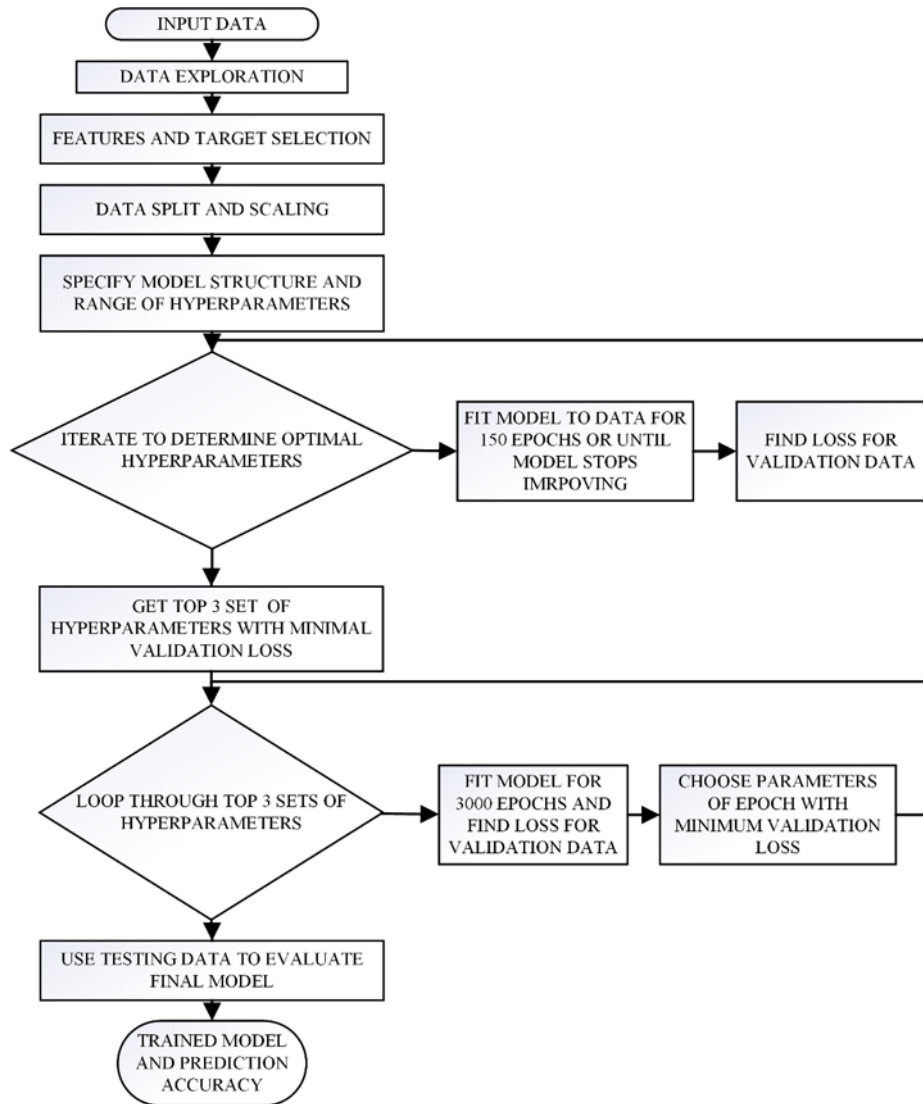 INPUT DATA
DATA EXPLORATION
FEATURES AND TARGET SELECTION
DATA SPLIT AND SCALING
SPECIFY MODEL STRUCTURE AND
RANGE OF HYPERPARAMETERS
ITERATE TO DETERMINE OPTIMAL
HYPERPARAMETERS
FIT MODEL TO DATA FOR
150 EPOCHS OR UNTIL
MODEL STOPS
IMRPOVING
FIND LOSS FOR
VALIDATION DATA
GET TOP 3 SET OF
HYPERPARAMETERS WITH MINIMAL
VALIDATION LOSS
LOOP THROUGH TOP 3 SETS OF
HYPERPARAMETERS
FIT MODEL FOR
3000 EPOCHS AND
FIND LOSS FOR
VALIDATION DATA
CHOOSE PARAMETERS
OF EPOCH WITH
MINIMUM VALIDATION
LOSS
USE TESTING DATA TO EVALUATE
FINAL MODEL
TRAINED MODEL
AND PREDICTION
ACCURACY